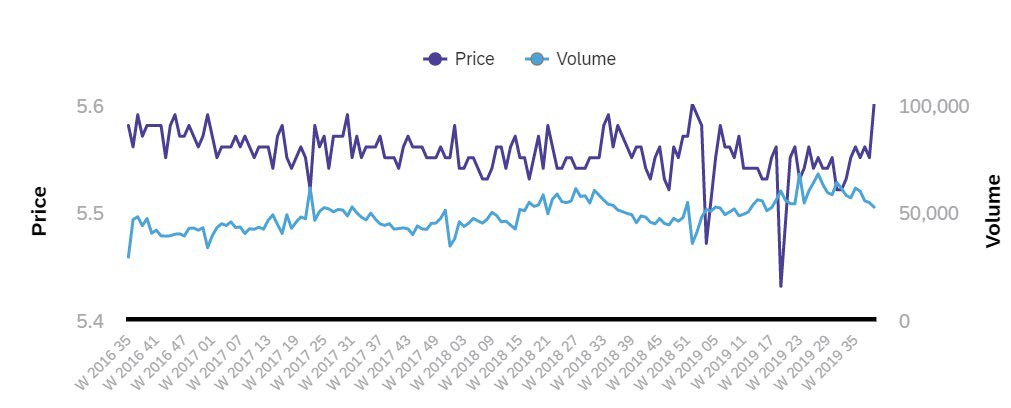 Price Volume
5.6
5.5
5.4
Price
100,000
50,000
0
Volume
W 2016 35
W 2016 41
W 2016 47
W 2017 01
W 2017 07
W 2017 13
W 2017 19
W 2017 25
W 2017 31
W 2017 37
W 2017 43
W 2017 49
W 2018 03
W 2018 09
W 2018 15
W 2018 21
W 2018 27
W 2018 33
W 2018 39
W 2018 45
W 2018 51
W 2019 05
W 2019 11
W 2019 17
W 2019 23
W 2019 29
W 2019 35